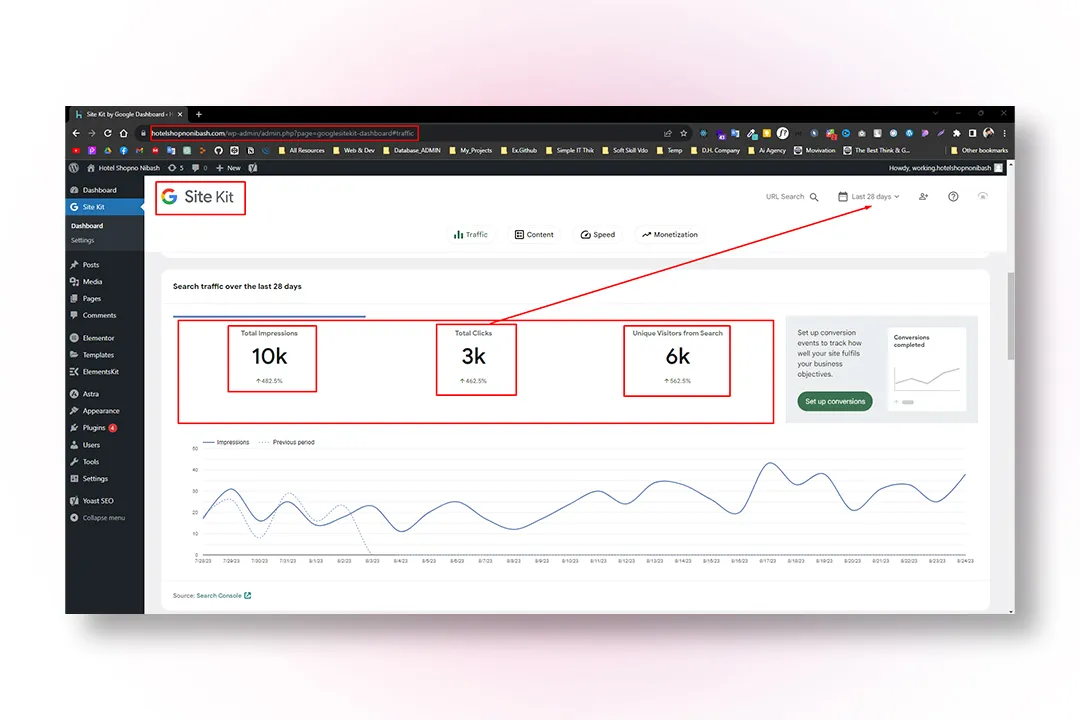 Site Kit by Google Dashboard ‹ H
hotelshopnonibash.com/wp-admin/admin.php?page=googlesitekit-dashboard#traffic
All Resources Web & Dev Database_ADMIN My_Projects Ex.Github Simple IT Thik Soft Skill Vdo Temp D.H. Company Ai Agency Movivation The Best Think & G... Other bookmarks
Hotel Shopno Nibash 5 0 New Howdy, working.hotelshopnonibash
Dashboard
Site Kit
Dashboard
Settings
Posts
Media
Pages
Comments
Elementor
Templates
ElementsKit
Astra
Appearance
Plugins 4
Users
Tools
Settings
Yoast SEO
Collapse menu
Site Kit
URL Search Last 28 days
Traffic Content Speed Monetization
Search traffic over the last 28 days
Total Impressions Total Clicks Unique Visitors from Search
10k 3k 6k
↑482.5% ↑462.5% ↑562.5%
Set up conversion
events to track how
well your site fulfils
your business
objectives.
Set up conversions
Conversions
completed
Impressions Previous period
60
40
30
20
10
0
7/28/23 7/29/23 7/30/23 7/31/23 8/1/23 8/2/23 8/3/23 8/4/23 8/5/23 8/6/23 8/7/23 8/8/23 8/9/23 8/10/23 8/11/23 8/12/23 8/13/23 8/14/23 8/15/23 8/16/23 8/17/23 8/18/23 8/19/23 8/20/23 8/21/23 8/22/23 8/23/23 8/24/23
Source: Search Console